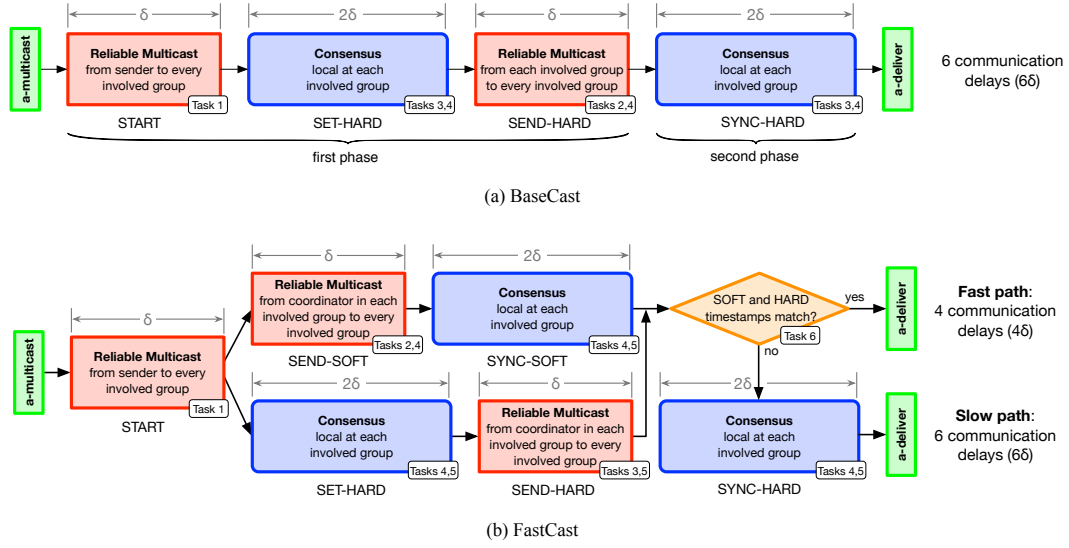 δ
2δ
δ
2δ
a-multicast
Reliable Multicast
from sender to every
involved group
Task 1
START
Consensus
local at each
involved group
Tasks 3,4
SET-HARD
Reliable Multicast
from each involved group
to every involved group
Tasks 2,4
SEND-HARD
Consensus
local at each
involved group
Tasks 3,4
SYNC-HARD
a-deliver
6 communication
delays (6δ)
first phase
second phase
(a) BaseCast
δ
2δ
δ
Reliable Multicast
from coordinator in each
involved group to every
involved group
Tasks 2,4
SEND-SOFT
Consensus
local at each
involved group
Tasks 4,5
SYNC-SOFT
SOFT and HARD
timestamps match?
Task 6
yes
no
a-deliver
Fast path:
4 communication
delays (4δ)
a-multicast
Reliable Multicast
from sender to every
involved group
Task 1
START
2δ
δ
2δ
Consensus
local at each
involved group
Tasks 4,5
SET-HARD
Reliable Multicast
from coordinator in each
involved group to every
involved group
Tasks 3,5
SEND-HARD
Consensus
local at each
involved group
Tasks 4,5
SYNC-HARD
a-deliver
Slow path:
6 communication
delays (6δ)
(b) FastCast